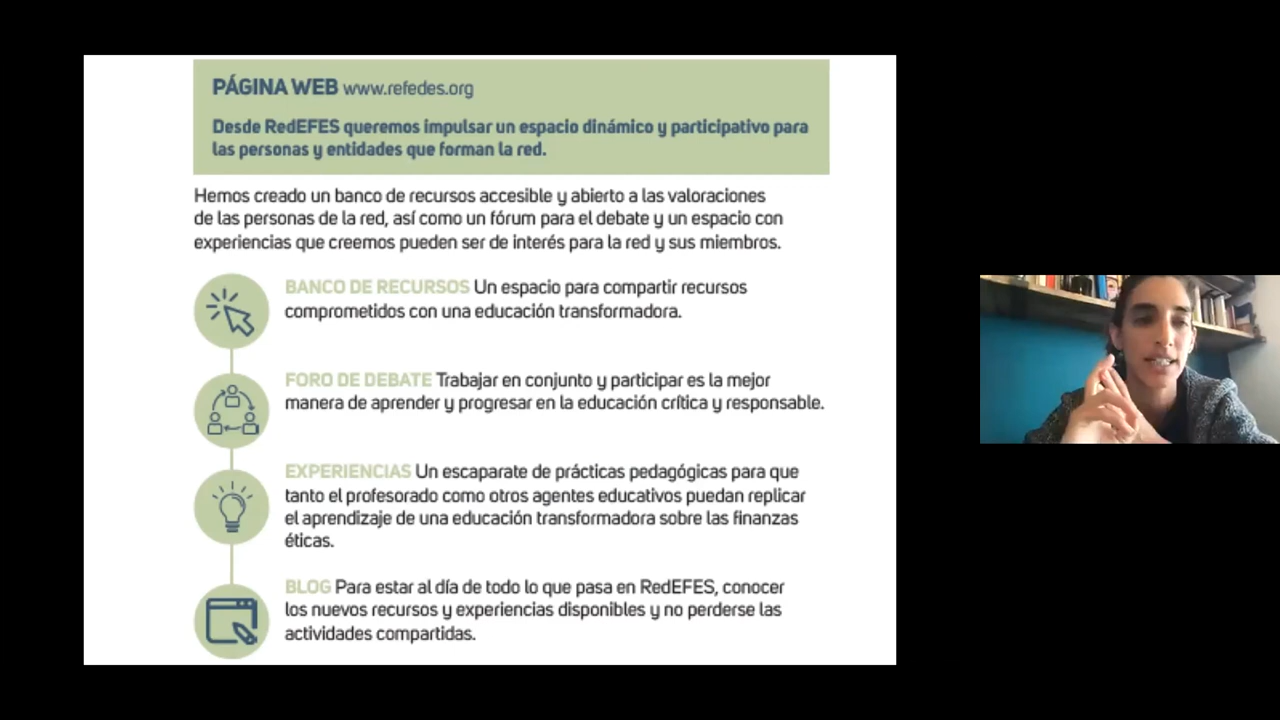 PÁGINA WEB www.refedes.org
Desde RedEFES queremos impulsar un espacio dinámico y participativo para
las personas y entidades que forman la red.
Hemos creado un banco de recursos accesible y abierto a las valoraciones
de las personas de la red, así como un fórum para el debate y un espacio con
experiencias que creemos pueden ser de interés para la red y sus miembros.
BANCO DE RECURSOS Un espacio para compartir recursos
comprometidos con una educación transformadora.
FORO DE DEBATE Trabajar en conjunto y participar es la mejor
manera de aprender y progresar en la educación crítica y responsable.
EXPERIENCIAS Un escaparate de prácticas pedagógicas para que
tanto el profesorado como otros agentes educativos puedan replicar
el aprendizaje de una educación transformadora sobre las finanzas
éticas.
BLOG Para estar al día de todo lo que pasa en RedEFES, conocer
los nuevos recursos y experiencias disponibles y no perderse las
actividades compartidas.